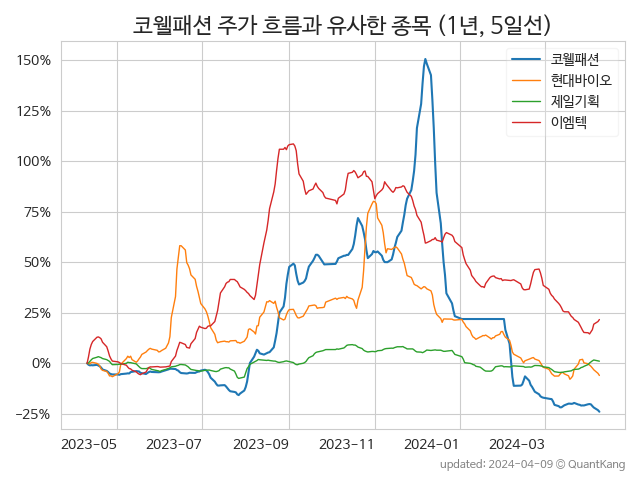 코웰패션 주가 흐름과 유사한 종목 (1년, 5일선)
코웰패션
현대바이오
제일기획
이엠텍
150%
125%
100%
75%
50%
25%
0%
−25%
2023-05 2023-07 2023-09 2023-11 2024-01 2024-03
updated: 2024-04-09 © QuantKang